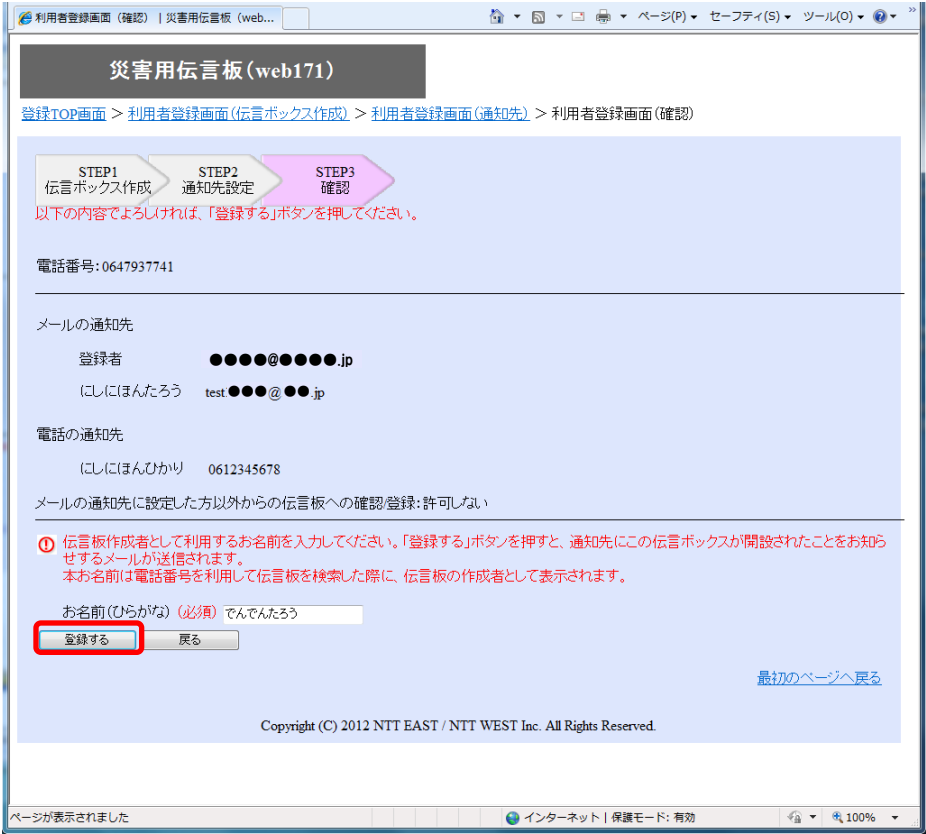 利用者登録画面（確認）｜災害用伝言板（web...
ページ(P) セーフティ(S) ツール(O) »
災害用伝言板(web171)
登録TOP画面 > 利用者登録画面(伝言ボックス作成) > 利用者登録画面(通知先) > 利用者登録画面(確認)
STEP1 STEP2 STEP3
伝言ボックス作成 通知先設定 確認
以下の内容でよろしければ、「登録する」ボタンを押してください。
電話番号:0647937741
メールの通知先
登録者 ●●●●@●●●●.jp
にしにほんたろう test.●●●@●●.jp
電話の通知先
にしにほんひかり 0612345678
メールの通知先に設定した方以外からの伝言板への確認/登録:許可しない
伝言板作成者として利用するお名前を入力してください。「登録する」ボタンを押すと、通知先にこの伝言ボックスが開設されたことをお知ら
せするメールが送信されます。
本お名前は電話番号を利用して伝言板を検索した際に、伝言板の作成者として表示されます。
お名前(ひらがな) (必須) でんでんたろう
登録する 戻る
最初のページへ戻る
Copyright (C) 2012 NTT EAST / NTT WEST Inc. All Rights Reserved.
ページが表示されました インターネット | 保護モード: 有効 100%